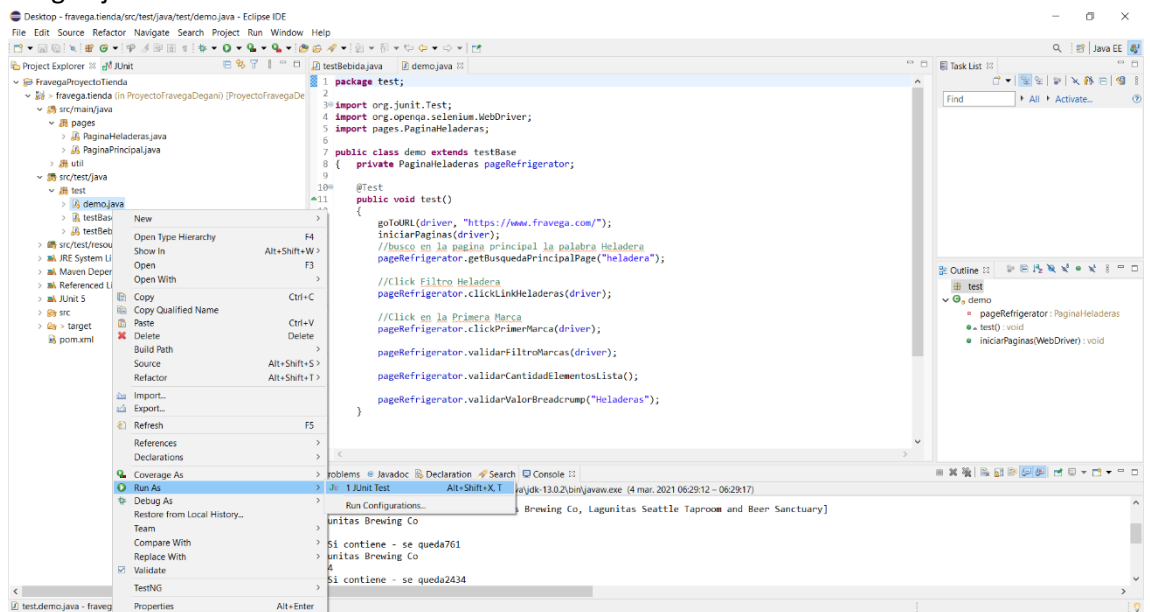 Desktop - fravega.tienda/src/test/java/test/demo.java - Eclipse IDE
File Edit Source Refactor Navigate Search Project Run Window Help
Java EE
Project Explorer JUnit
FravegaProyectoTienda
> fravega.tienda (in ProyectoFravegaDegani) [ProyectoFravegaDe
src/main/java
pages
PaginaHeladeras.java
PaginaPrincipal.java
util
src/test/java
test
demo.java
testBas
testBeb
src/test/resou
JRE System Li
Maven Deper
Referenced Li
JUnit 5
src
> target
pom.xml
New
Open Type Hierarchy F4
Show In Alt+Shift+W >
Open F3
Open With
Copy Ctrl+C
Copy Qualified Name
Paste Ctrl+V
Delete Delete
Build Path
Source Alt+Shift+S >
Refactor Alt+Shift+T >
Import...
Export...
Refresh F5
References
Declarations
Coverage As
Run As
Debug As
Restore from Local History...
Team
Compare With
Replace With
Validate
TestNG
Properties Alt+Enter
1 JUnit Test Alt+Shift+X, T
Run Configurations...
testBebida.java demo.java
1 package test;
2
3 import org.junit.Test;
4 import org.openqa.selenium.WebDriver;
5 import pages.PaginaHeladeras;
6
7 public class demo extends testBase
8 { private PaginaHeladeras pageRefrigerator;
9
10 @Test
11 public void test()
{
goToURL(driver, "https://www.fravega.com/");
iniciarPaginas(driver);
//busco en la pagina principal la palabra Heladera
pageRefrigerator.getBusquedaPrincipalPage("heladera");
//Click Filtro Heladera
pageRefrigerator.clickLinkHeladeras(driver);
//Click en la Primera Marca
pageRefrigerator.clickPrimerMarca(driver);
pageRefrigerator.validarFiltroMarcas(driver);
pageRefrigerator.validarCantidadElementosLista();
pageRefrigerator.validarValorBreadcrump("Heladeras");
}
Task List
Find All Activate...
Outline
test
demo
pageRefrigerator : PaginaHeladeras
test() : void
iniciarPaginas(WebDriver) : void
roblems Javadoc Declaration Search Console
va\jdk-13.0.2\bin\javaw.exe (4 mar. 2021 06:29:12 – 06:29:17)
Brewing Co, Lagunitas Seattle Taproom and Beer Sanctuary]
unitas Brewing Co
Si contiene - se queda761
unitas Brewing Co
4
Si contiene - se queda2434
test.demo.java - fraveg